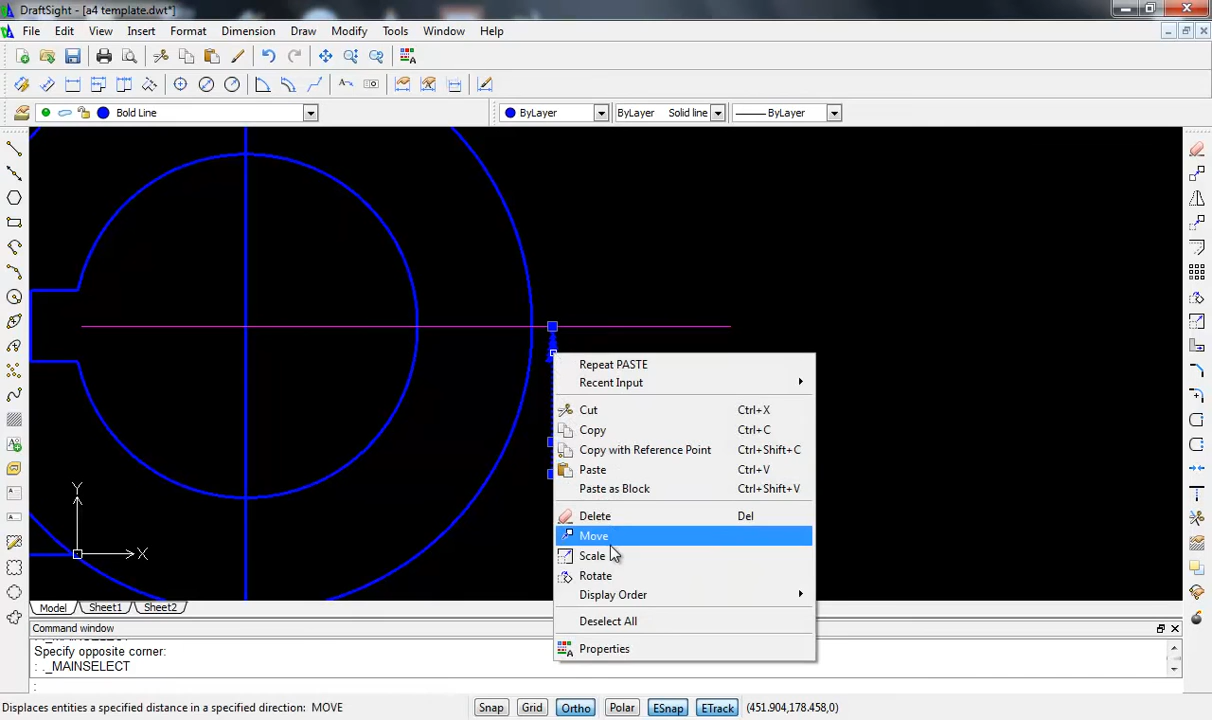 DraftSight - [a4 template.dwt*]
File Edit View Insert Format Dimension Draw Modify Tools Window Help
Bold Line ByLayer ByLayer Solid line ByLayer
Repeat PASTE
Recent Input
Cut Ctrl+X
Copy Ctrl+C
Copy with Reference Point Ctrl+Shift+C
Paste Ctrl+V
Paste as Block Ctrl+Shift+V
Delete Del
Move
Scale
Rotate
Display Order
Deselect All
Properties
Y
X
Model Sheet1 Sheet2
Command window
Specify opposite corner:
: ._MAINSELECT
:
Displaces entities a specified distance in a specified direction: MOVE Snap Grid Ortho Polar ESnap ETrack (451.904,178.458,0)